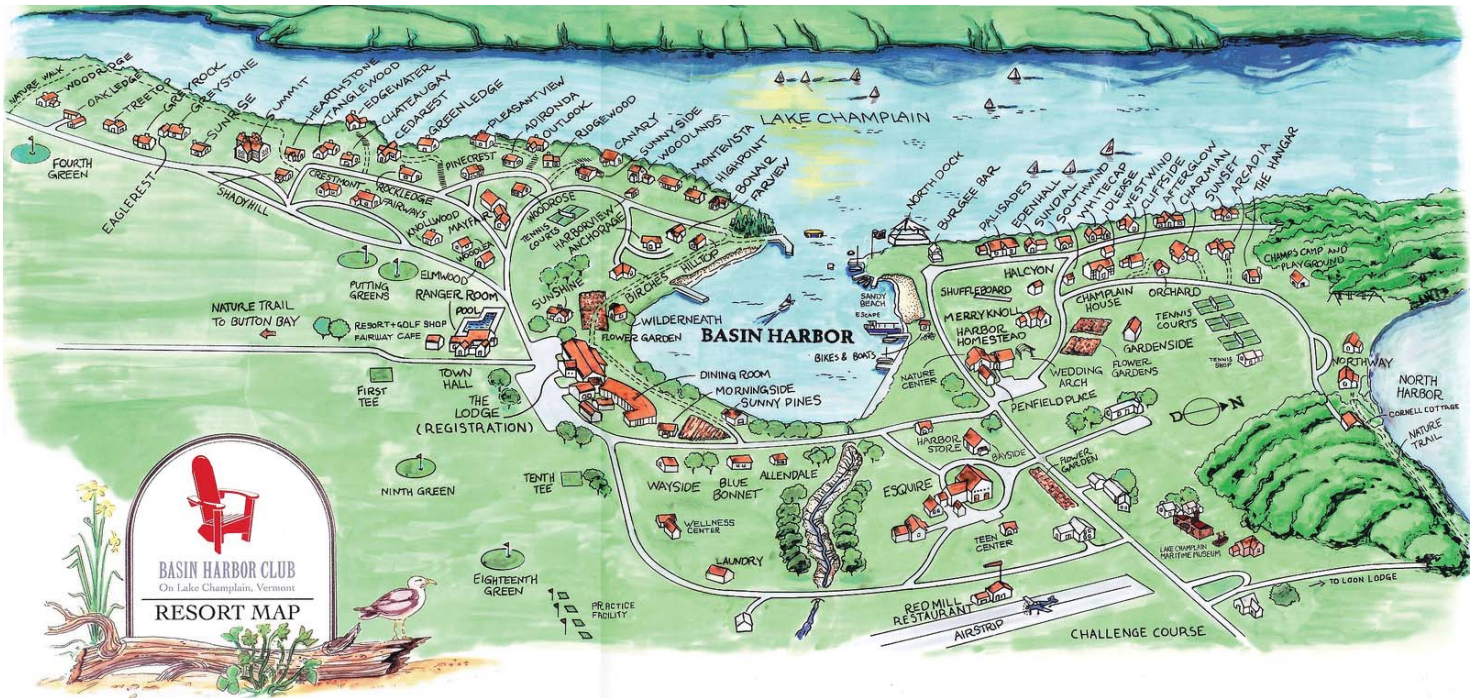 NATURE WALK
WOODRIDGE
OAKLEDGE
TREETOP
GRAYROCK
GREYSTONE
SUNRISE
SUMMIT
HEARTHSTONE
TANGLEWOOD
EDGEWATER
CHATEAUGAY
CEDARCREST
GREENLEDGE
PLEASANTVIEW
ADIRONDA
OUTLOOK
RIDGEWOOD
CANARY
SUNNY SIDE
WOODLANDS
MONTEVISTA
HIGHPOINT
BONAIR
FARVIEW
LAKE CHAMPLAIN
NORTH DOCK
BURGEE BAR
PALISADES
EDENHALL
SUNDIAL
SOUTHWIND
WHITECAP
IDLEASE
WESTWIND
CLIFFSIDE
AFTERGLOW
CHARMIAN
SUNSET
ARCADIA
THE HANGAR
FOURTH
GREEN
EAGLEREST
SHADYHILL
CRESTMONT
ROCKLEDGE
FAIRWAYS
PINECREST
KNOLLWOOD
MAYFAIR
WOODLEA
ELMWOOD
WOODROSE
TENNIS
COURTS
HARBORVIEW
ANCHORAGE
HILLTOP
BIRCHES
SUNSHINE
WILDERNEATH
FLOWER GARDEN
PUTTING
GREENS
RANGER ROOM
POOL
NATURE TRAIL
TO BUTTON BAY
RESORT+GOLF SHOP
FAIRWAY CAFE
FIRST
TEE
TOWN
HALL
THE
LODGE
(REGISTRATION)
DINING ROOM
MORNINGSIDE
SUNNY PINES
BASIN HARBOR
SANDY
BEACH
ESCAPE
BIKES & BOATS
HALCYON
SHUFFLEBOARD
MERRY KNOLL
HARBOR
HOMESTEAD
CHAMPLAIN
HOUSE
ORCHARD
CHAMPS CAMP AND
PLAYGROUND
TENNIS
COURTS
GARDENSIDE
TENNIS
SHOP
FLOWER
GARDENS
WEDDING
ARCH
NATURE
CENTER
PENFIELD PLACE
NORTHWAY
NORTH
HARBOR
CORNELL COTTAGE
NATURE
TRAIL
D N
HARBOR
STORE
BAYSIDE
FLOWER
GARDEN
ESQUIRE
TEEN
CENTER
LAKE CHAMPLAIN
MARITIME MUSEUM
→ TO LOON LODGE
NINTH GREEN
TENTH
TEE
WAYSIDE
BLUE
BONNET
ALLENDALE
WELLNESS
CENTER
LAUNDRY
EIGHTEENTH
GREEN
PRACTICE
FACILITY
RED MILL
RESTAURANT
AIRSTRIP
CHALLENGE COURSE
BASIN HARBOR CLUB
On Lake Champlain, Vermont
RESORT MAP